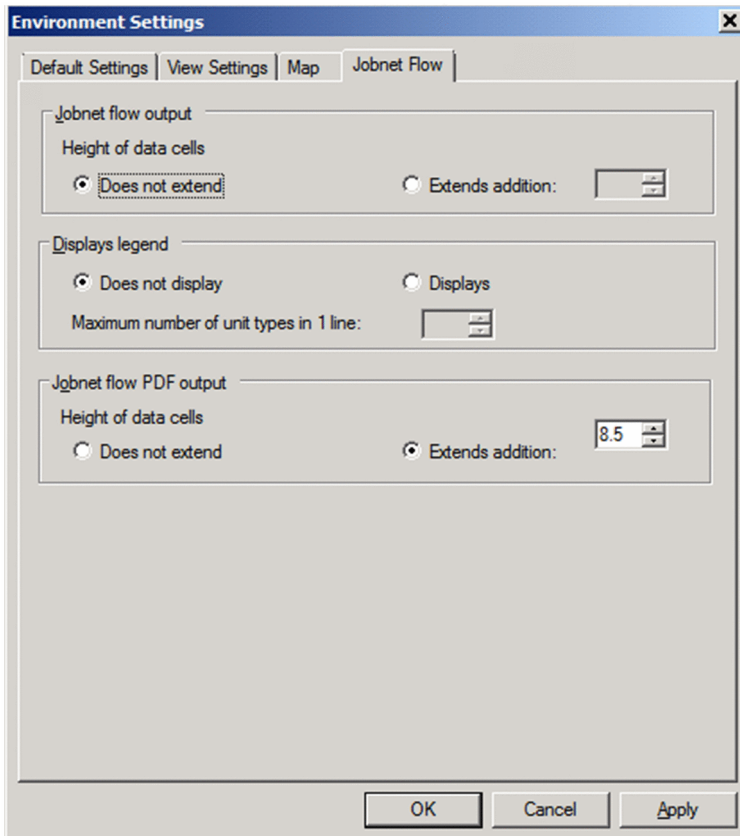 Environment Settings
Default Settings View Settings Map Jobnet Flow
Jobnet flow output
Height of data cells
Does not extend Extends addition:
Displays legend
Does not display Displays
Maximum number of unit types in 1 line:
Jobnet flow PDF output
Height of data cells
Does not extend Extends addition: 8.5
OK Cancel Apply